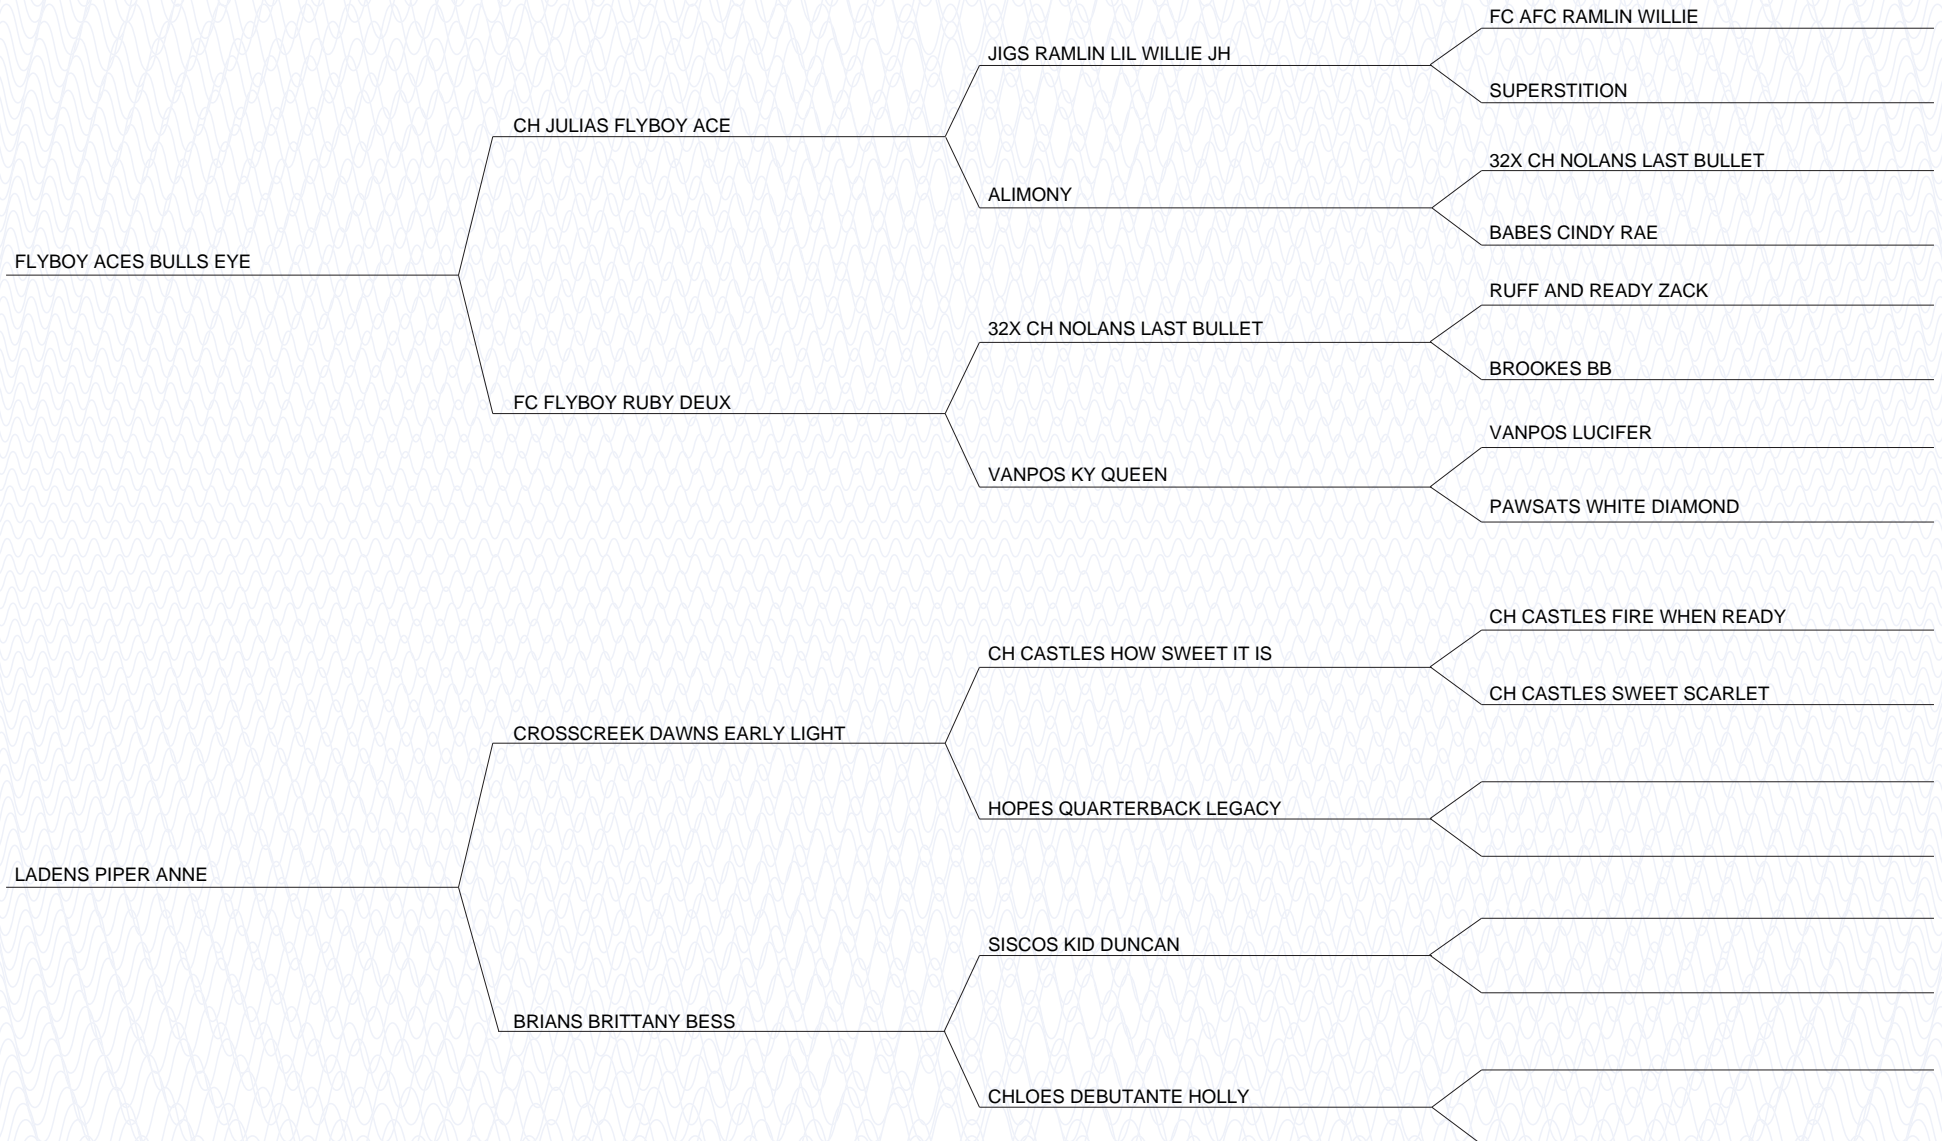 FC AFC RAMLIN WILLIE
JIGS RAMLIN LIL WILLIE JH
SUPERSTITION
CH JULIAS FLYBOY ACE
32X CH NOLANS LAST BULLET
ALIMONY
BABES CINDY RAE
FLYBOY ACES BULLS EYE
RUFF AND READY ZACK
32X CH NOLANS LAST BULLET
BROOKES BB
FC FLYBOY RUBY DEUX
VANPOS LUCIFER
VANPOS KY QUEEN
PAWSATS WHITE DIAMOND
CH CASTLES FIRE WHEN READY
CH CASTLES HOW SWEET IT IS
CH CASTLES SWEET SCARLET
CROSSCREEK DAWNS EARLY LIGHT
HOPES QUARTERBACK LEGACY
LADENS PIPER ANNE
SISCOS KID DUNCAN
BRIANS BRITTANY BESS
CHLOES DEBUTANTE HOLLY